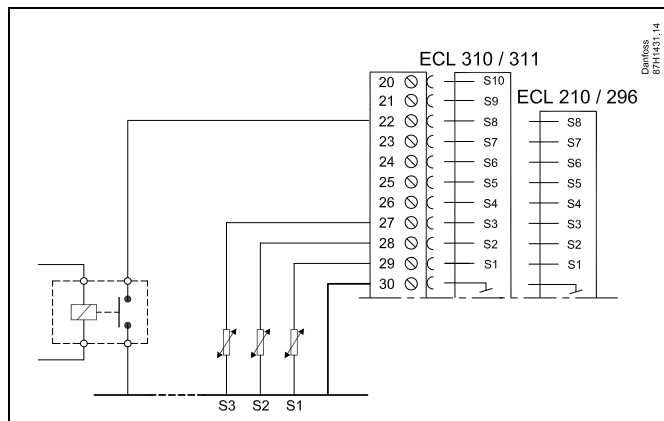 Danfoss
87H1431.14
ECL 310 / 311
ECL 210 / 296
20 S10
21 S9
22 S8 S8
23 S7 S7
24 S6 S6
25 S5 S5
26 S4 S4
27 S3 S3
28 S2 S2
29 S1 S1
30
S3 S2 S1